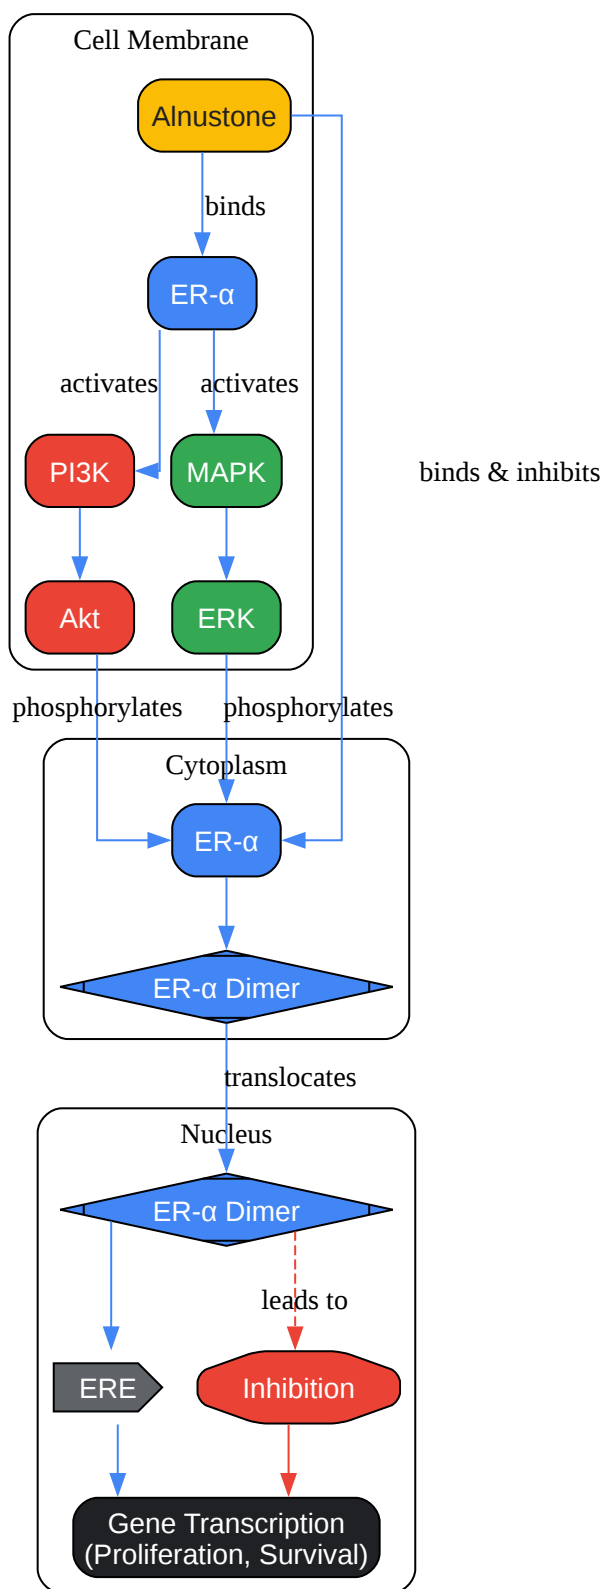 Cell Membrane
Alnustone
binds
ER-α
activates
activates
PI3K
MAPK
binds & inhibits
Akt
ERK
phosphorylates
phosphorylates
Cytoplasm
ER-α
ER-α Dimer
translocates
Nucleus
ER-α Dimer
leads to
ERE
Inhibition
Gene Transcription
(Proliferation, Survival)